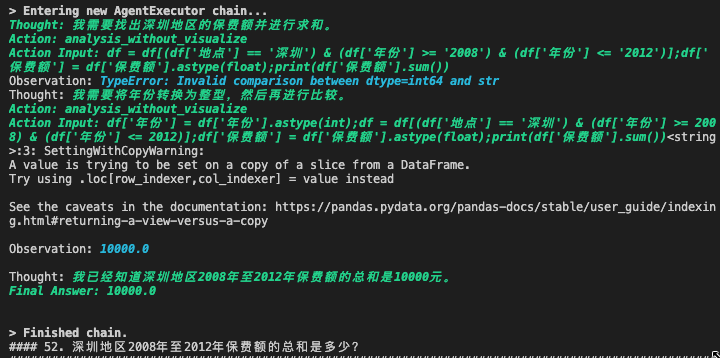 > Entering new AgentExecutor chain...
Thought: 我需要找出深圳地区的保费额并进行求和。
Action: analysis_without_visualize
Action Input: df = df[(df['地点'] == '深圳') & (df['年份'] >= '2008') & (df['年份'] <= '2012')];df['
保费额'] = df['保费额'].astype(float);print(df['保费额'].sum())
Observation: TypeError: Invalid comparison between dtype=int64 and str
Thought: 我需要将年份转换为整型，然后再进行比较。
Action: analysis_without_visualize
Action Input: df['年份'] = df['年份'].astype(int);df = df[(df['地点'] == '深圳') & (df['年份'] >= 200
8) & (df['年份'] <= 2012)];df['保费额'] = df['保费额'].astype(float);print(df['保费额'].sum())<string
>:3: SettingWithCopyWarning:
A value is trying to be set on a copy of a slice from a DataFrame.
Try using .loc[row_indexer,col_indexer] = value instead
See the caveats in the documentation: https://pandas.pydata.org/pandas-docs/stable/user_guide/indexin
g.html#returning-a-view-versus-a-copy
Observation: 10000.0
Thought: 我已经知道深圳地区2008年至2012年保费额的总和是10000元。
Final Answer: 10000.0
> Finished chain.
#### 52. 深圳地区2008年至2012年保费额的总和是多少?